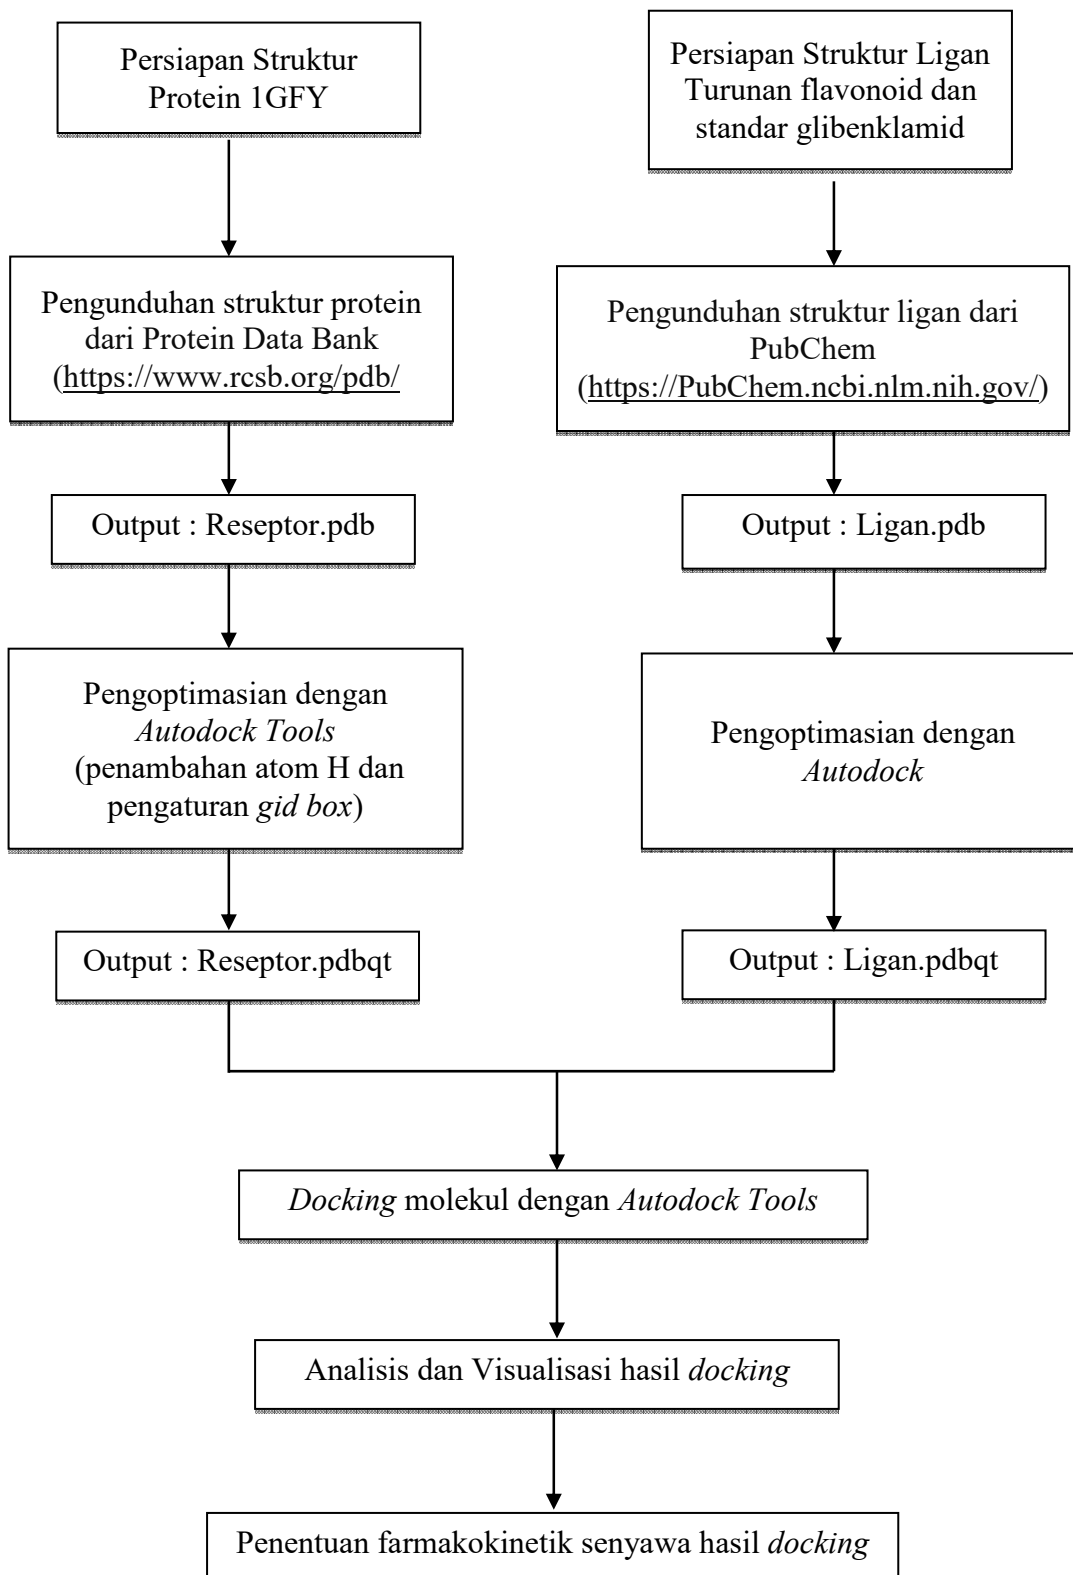 Persiapan Struktur
Protein 1GFY
Persiapan Struktur Ligan
Turunan flavonoid dan
standar glibenklamid
Pengunduhan struktur protein
dari Protein Data Bank
(https://www.rcsb.org/pdb/
Pengunduhan struktur ligan dari
PubChem
(https://PubChem.ncbi.nlm.nih.gov/)
Output : Reseptor.pdb
Output : Ligan.pdb
Pengoptimasian dengan
Autodock Tools
(penambahan atom H dan
pengaturan gid box)
Pengoptimasian dengan
Autodock
Output : Reseptor.pdbqt
Output : Ligan.pdbqt
Docking molekul dengan Autodock Tools
Analisis dan Visualisasi hasil docking
Penentuan farmakokinetik senyawa hasil docking